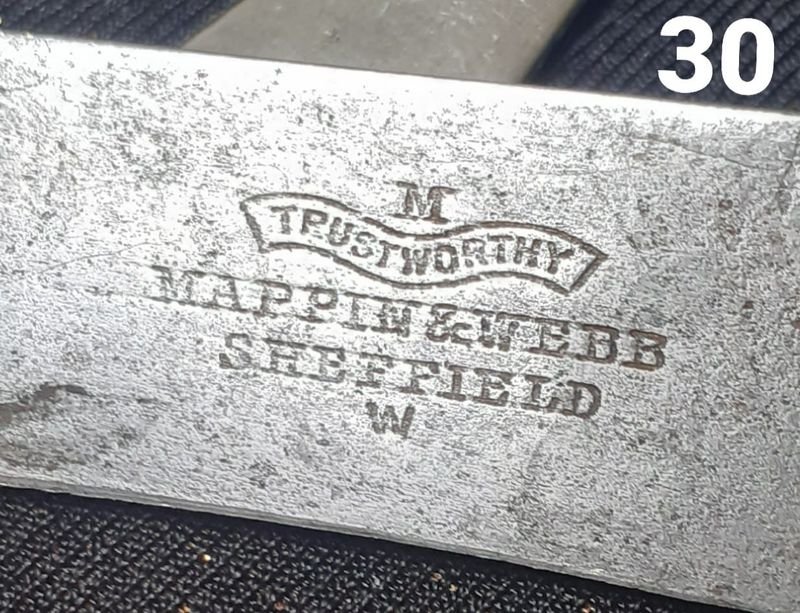 30
M
TRUSTWORTHY
MAPPIN & WEBB
SHEFFIELD
W